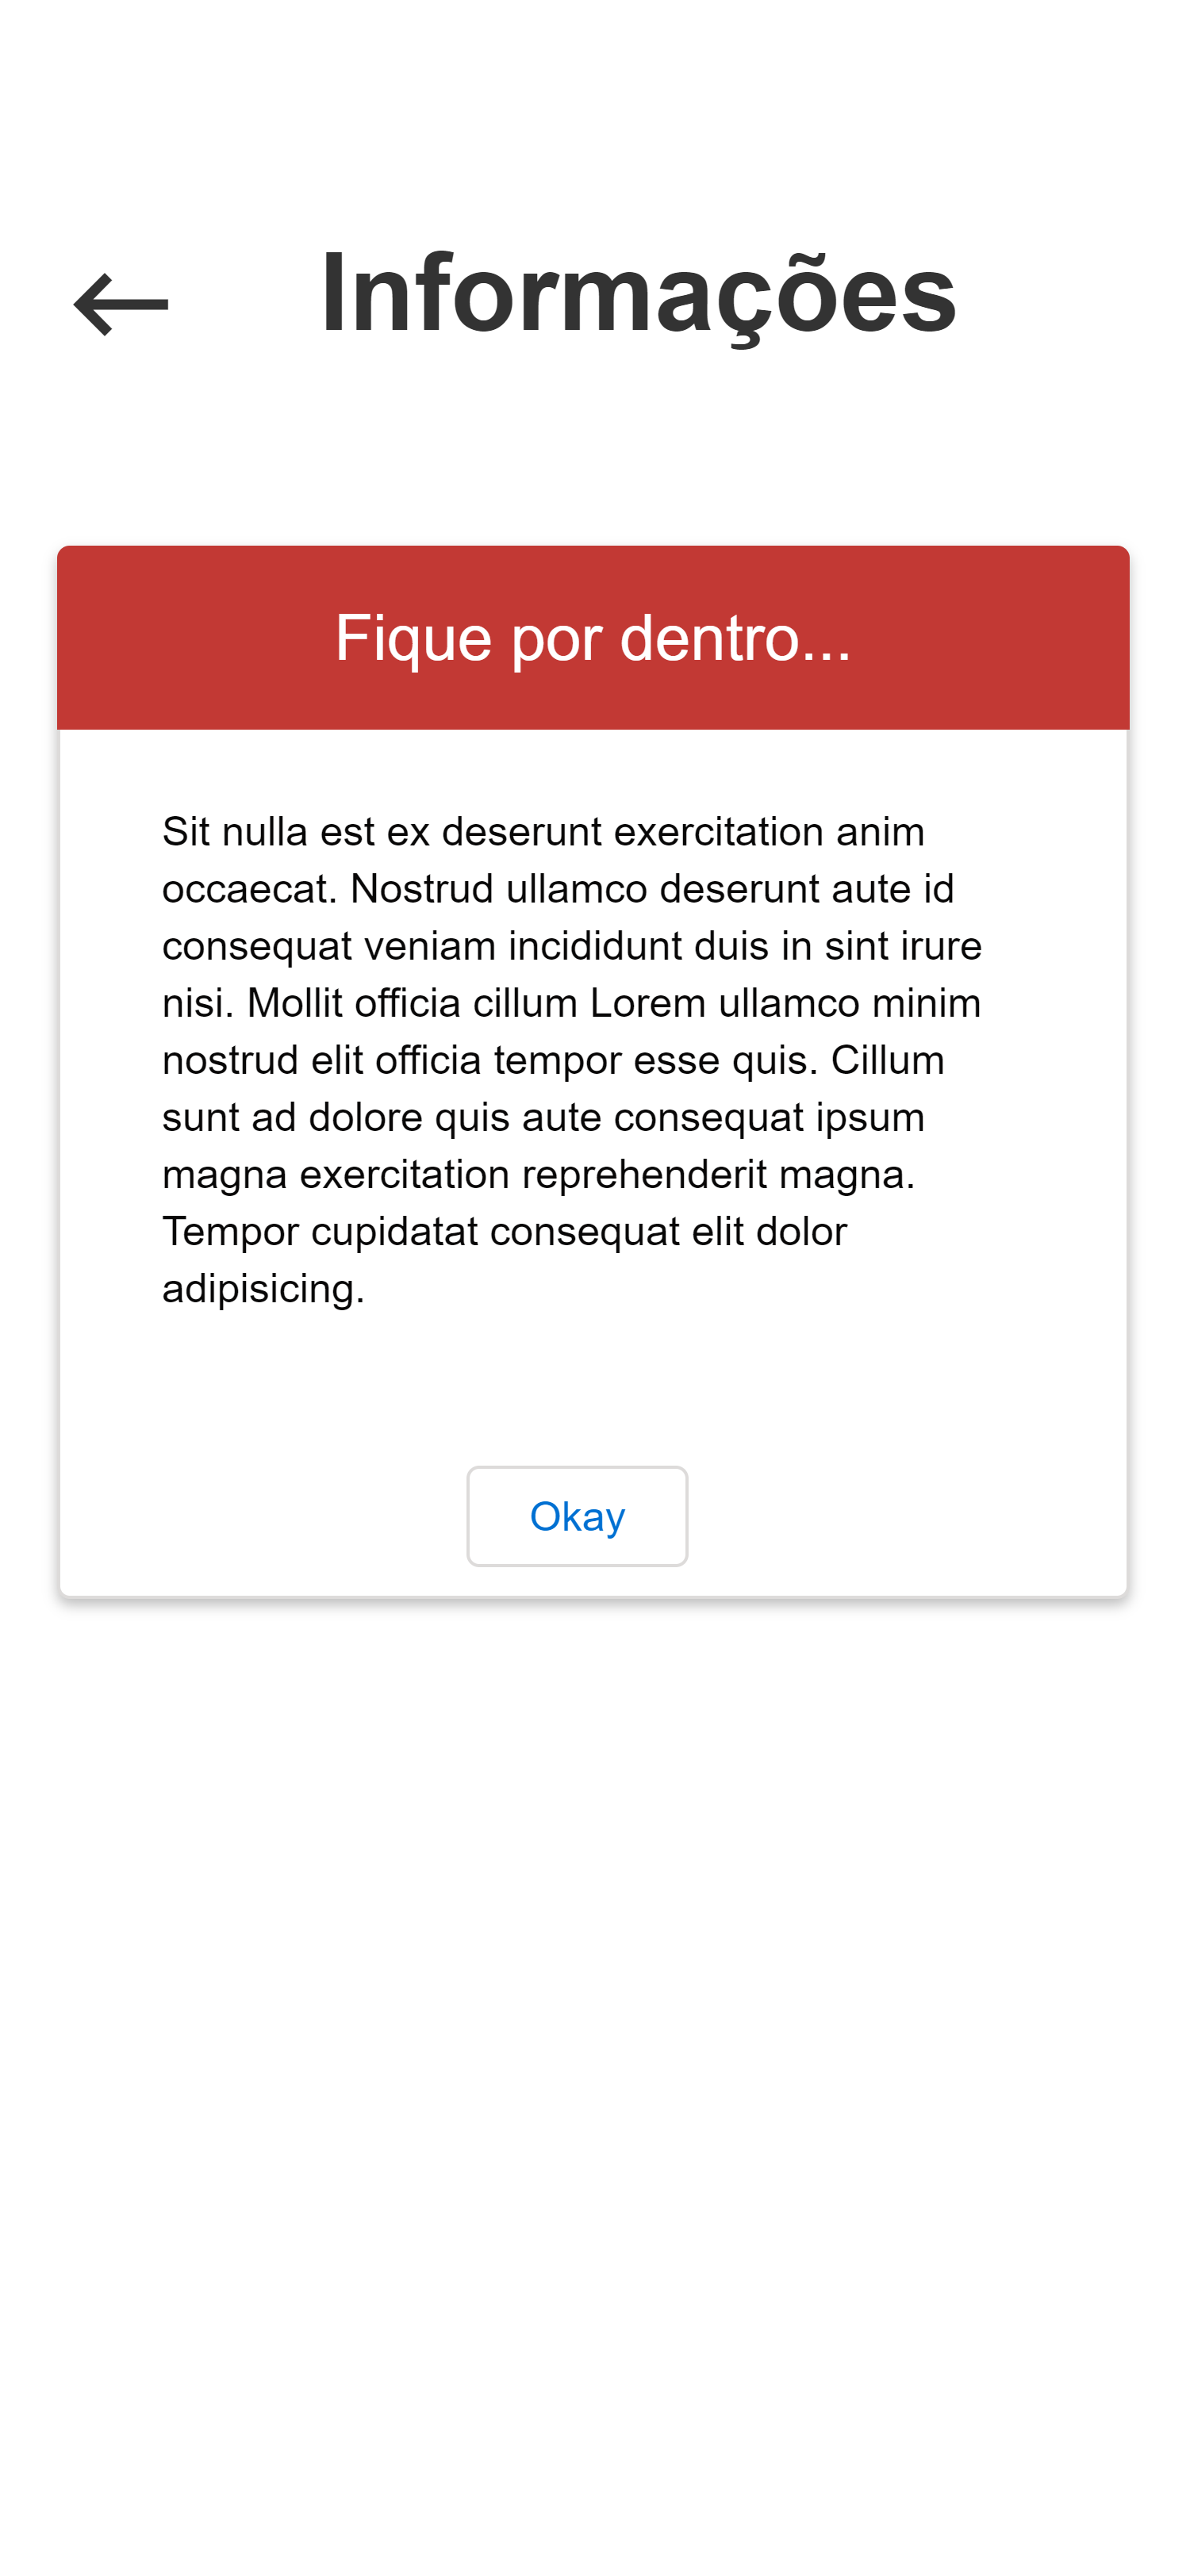 Informações
Fique por dentro...
Sit nulla est ex deserunt exercitation anim
occaecat. Nostrud ullamco deserunt aute id
consequat veniam incididunt duis in sint irure
nisi. Mollit officia cillum Lorem ullamco minim
nostrud elit officia tempor esse quis. Cillum
sunt ad dolore quis aute consequat ipsum
magna exercitation reprehenderit magna.
Tempor cupidatat consequat elit dolor
adipisicing.
Okay